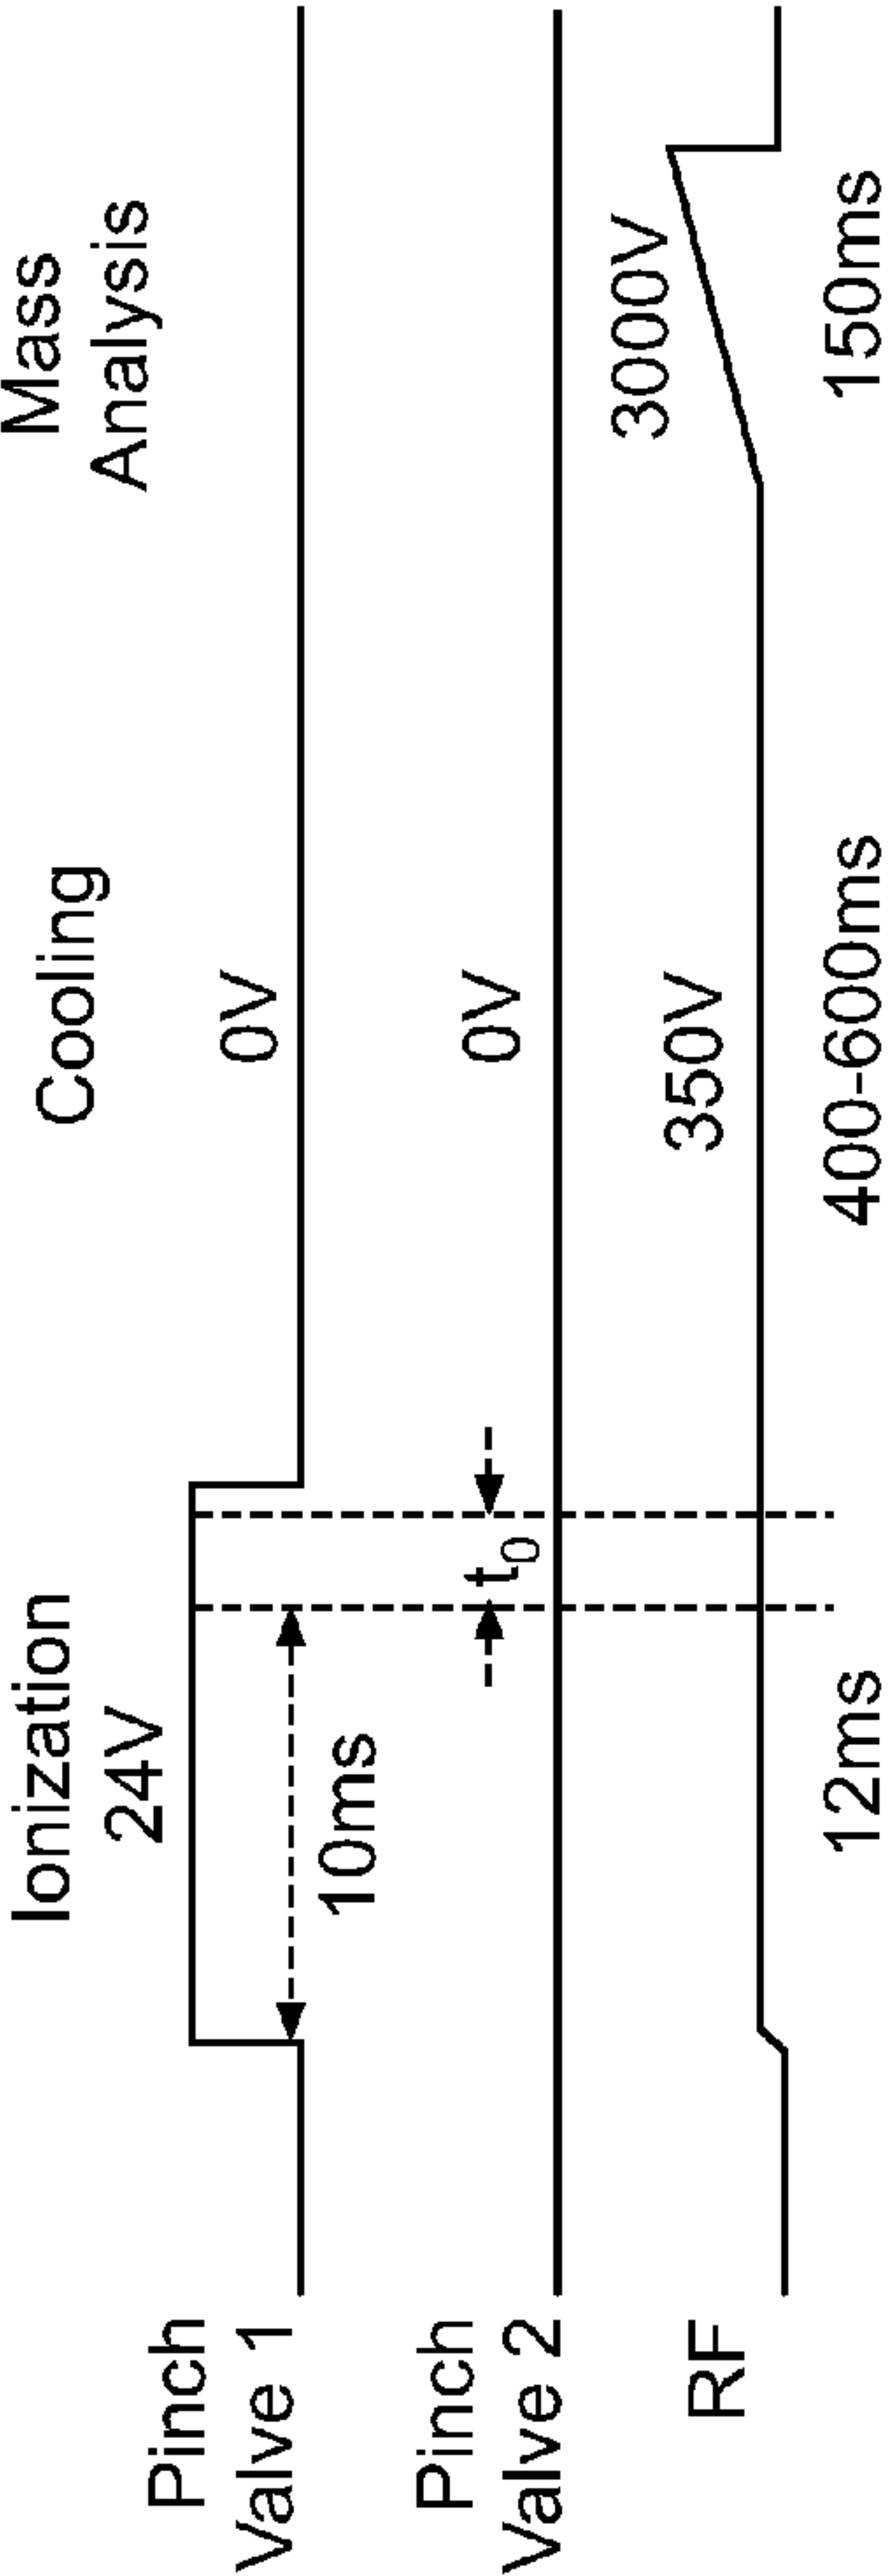 Ionization
Cooling
Mass
Analysis
24V
Pinch
Valve 1
0V
10ms
Pinch
Valve 2
t0
0V
RF
350V
3000V
12ms
400-600ms
150ms